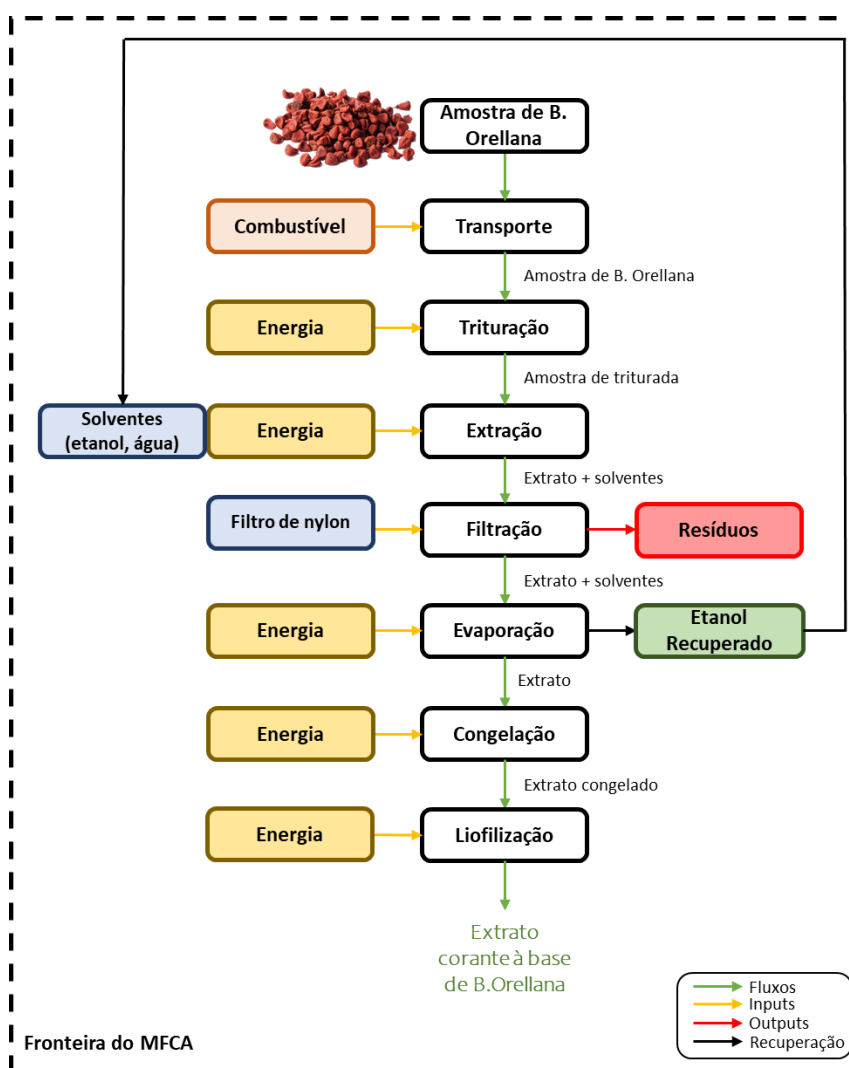 Amostra de B.
Orellana
Combustível
Transporte
Amostra de B. Orellana
Energia
Trituração
Amostra de triturada
Solventes
(etanol, água)
Energia
Extração
Extrato + solventes
Filtro de nylon
Filtração
Resíduos
Extrato + solventes
Energia
Evaporação
Etanol
Recuperado
Extrato
Energia
Congelação
Extrato congelado
Energia
Liofilização
Extrato
corante à base
de B.Orellana
Fluxos
Inputs
Outputs
Recuperação
Fronteira do MFCA